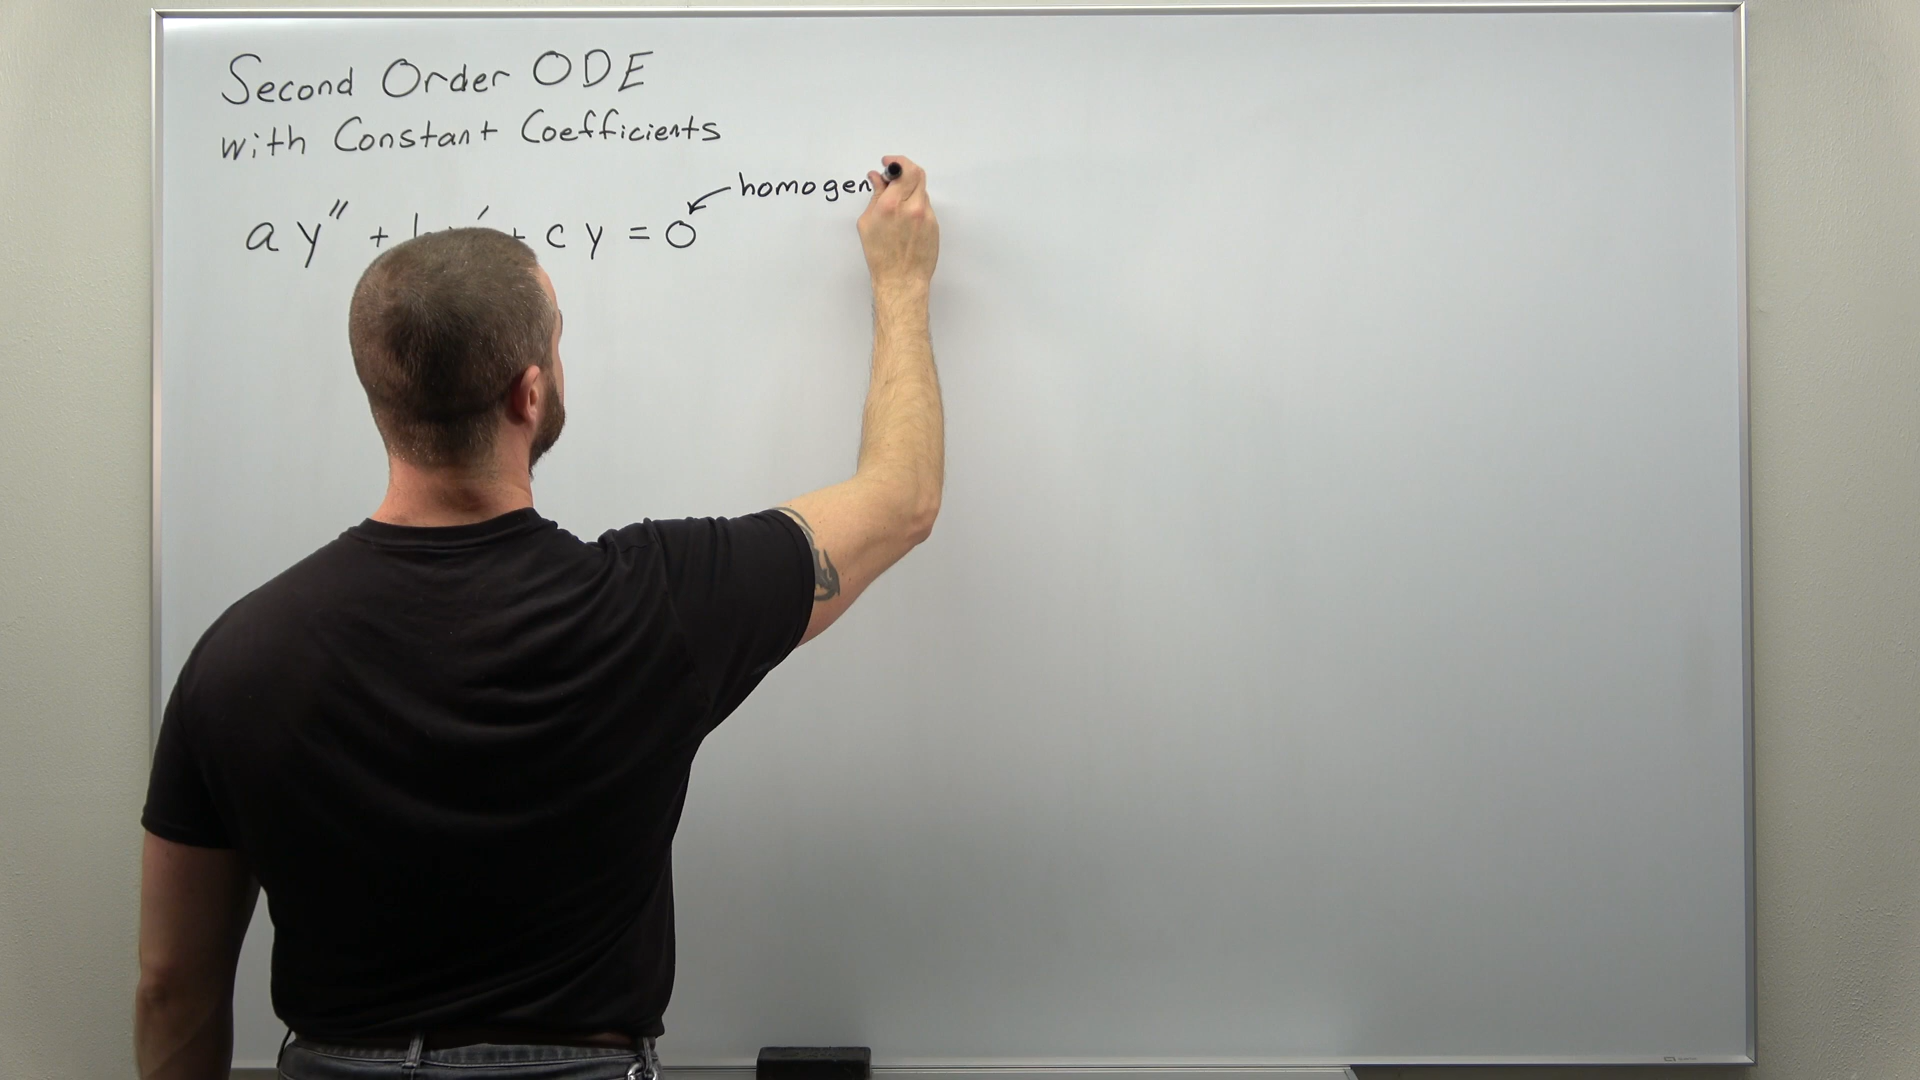 Second Order ODE
with Constant Coefficients
homogen
a y'' + y' + c y = 0